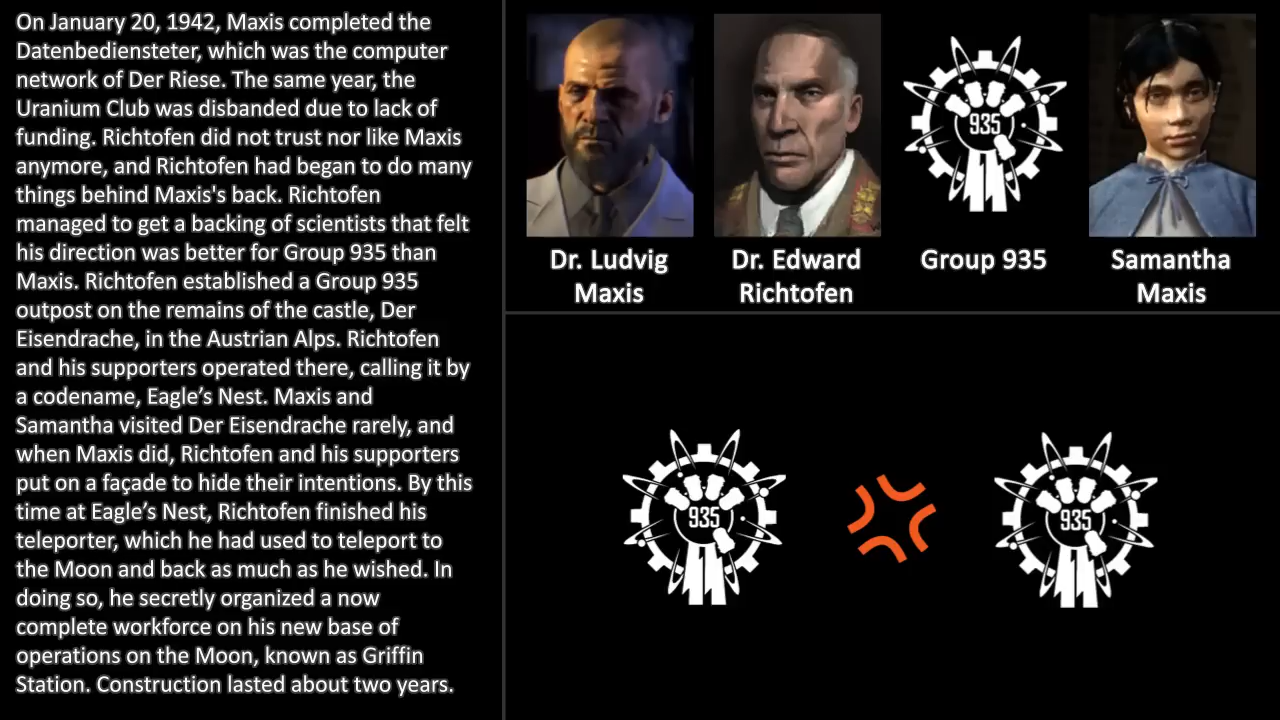 On January 20, 1942, Maxis completed the
Datenbediensteter, which was the computer
network of Der Riese. The same year, the
Uranium Club was disbanded due to lack of
funding. Richtofen did not trust nor like Maxis
anymore, and Richtofen had began to do many
things behind Maxis's back. Richtofen
managed to get a backing of scientists that felt
his direction was better for Group 935 than
Maxis. Richtofen established a Group 935
outpost on the remains of the castle, Der
Eisendrache, in the Austrian Alps. Richtofen
and his supporters operated there, calling it by
a codename, Eagle’s Nest. Maxis and
Samantha visited Der Eisendrache rarely, and
when Maxis did, Richtofen and his supporters
put on a façade to hide their intentions. By this
time at Eagle’s Nest, Richtofen finished his
teleporter, which he had used to teleport to
the Moon and back as much as he wished. In
doing so, he secretly organized a now
complete workforce on his new base of
operations on the Moon, known as Griffin
Station. Construction lasted about two years.
935
Dr. Ludvig
Maxis
Dr. Edward
Richtofen
Group 935
Samantha
Maxis
935
935